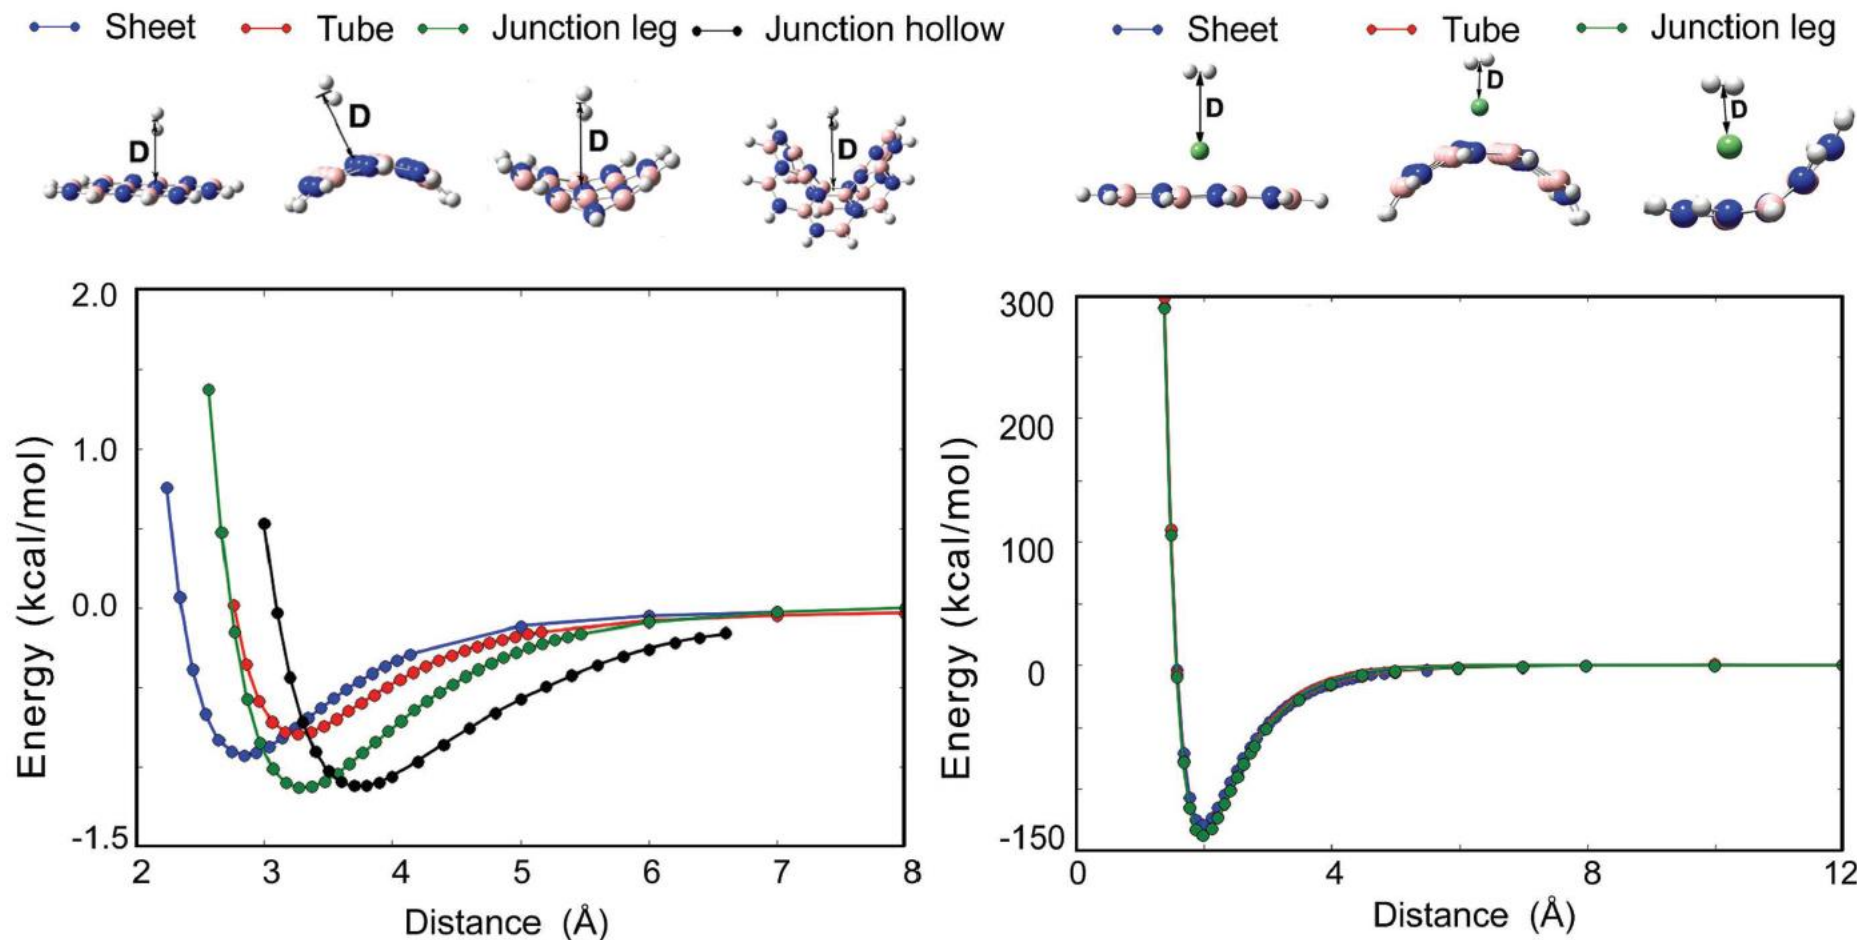 Sheet Tube Junction leg Junction hollow
D D D D
2.0
1.0
0.0
-1.5
Energy (kcal/mol)
2 3 4 5 6 7 8
Distance (Å)
Sheet Tube Junction leg
D D D
300
200
100
0
-150
Energy (kcal/mol)
0 4 8 12
Distance (Å)